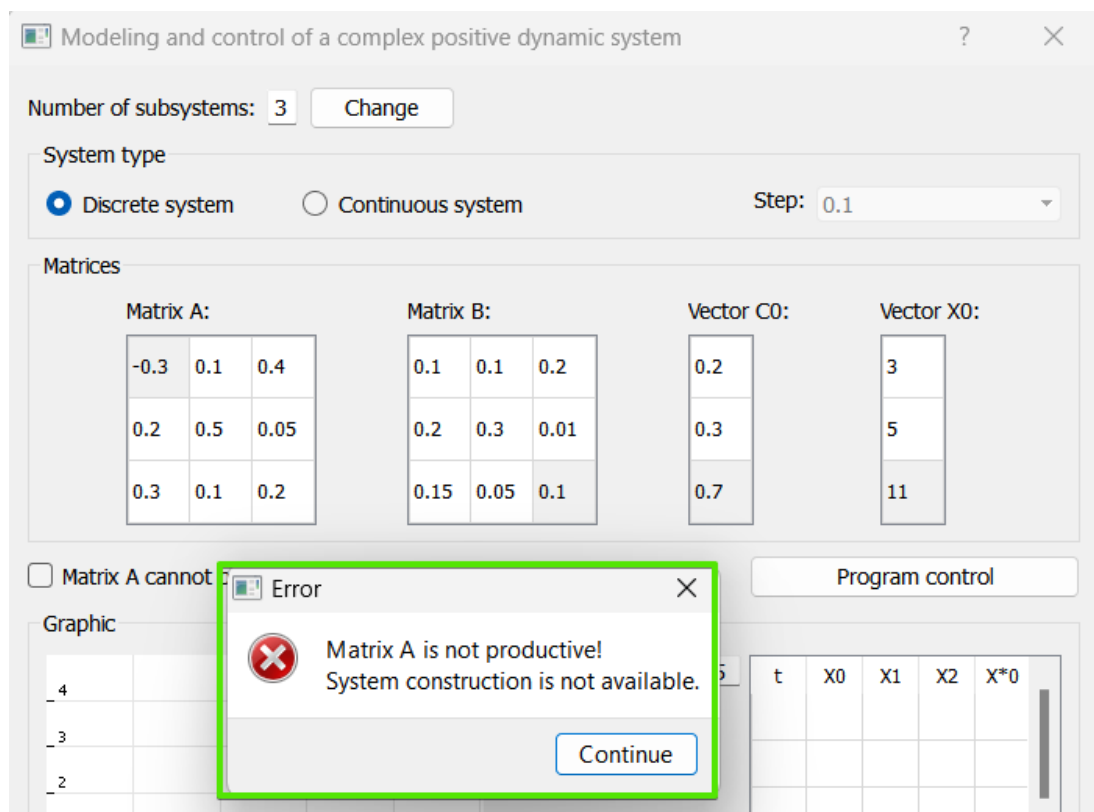 Modeling and control of a complex positive dynamic system ?
Number of subsystems: 3 Change
System type
Discrete system Continuous system Step: 0.1
Matrices
Matrix A: Matrix B: Vector C0: Vector X0:
-0.3 0.1 0.4 0.1 0.1 0.2 0.2 3
0.2 0.5 0.05 0.2 0.3 0.01 0.3 5
0.3 0.1 0.2 0.15 0.05 0.1 0.7 11
Matrix A cannot Program control
Error
Graphic
Matrix A is not productive!
System construction is not available.
t X0 X1 X2 X*0
_4
_3
Continue
_2